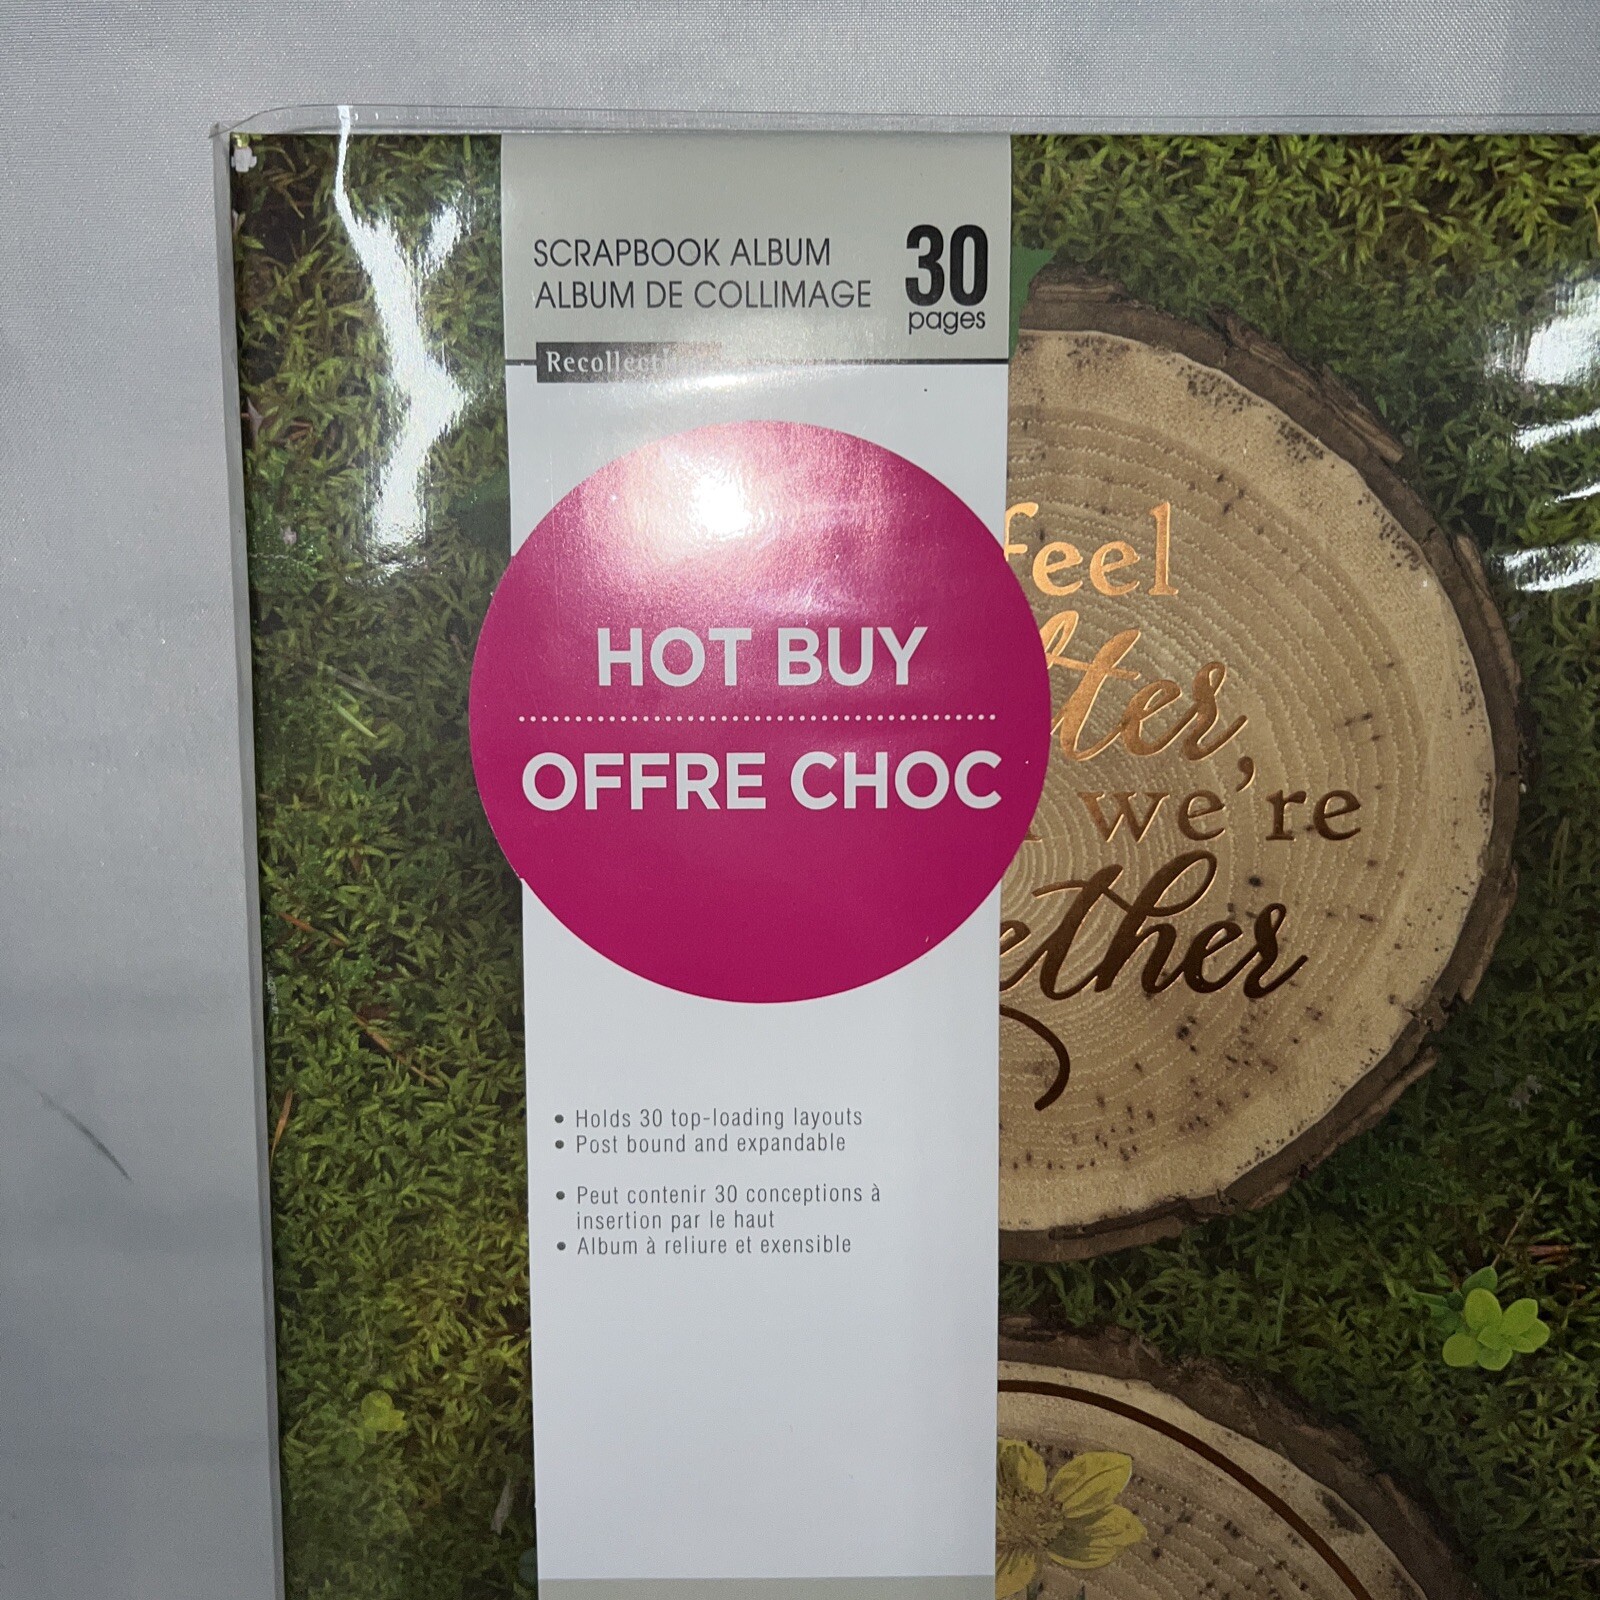 SCRAPBOOK ALBUM
ALBUM DE COLLIMAGE
30
pages
HOT BUY
OFFRE CHOC
feel
we're
• Holds 30 top-loading layouts
• Post bound and expandable
• Peut contenir 30 conceptions à
insertion par le haut
• Album à reliure et exensible